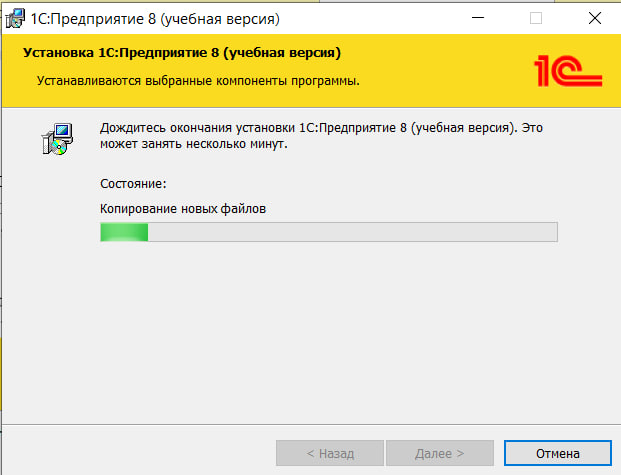 1С:Предприятие 8 (учебная версия)
Установка 1С:Предприятие 8 (учебная версия)
Устанавливаются выбранные компоненты программы.
1С
Дождитесь окончания установки 1С:Предприятие 8 (учебная версия). Это
может занять несколько минут.
Состояние:
Копирование новых файлов
< Назад
Далее >
Отмена